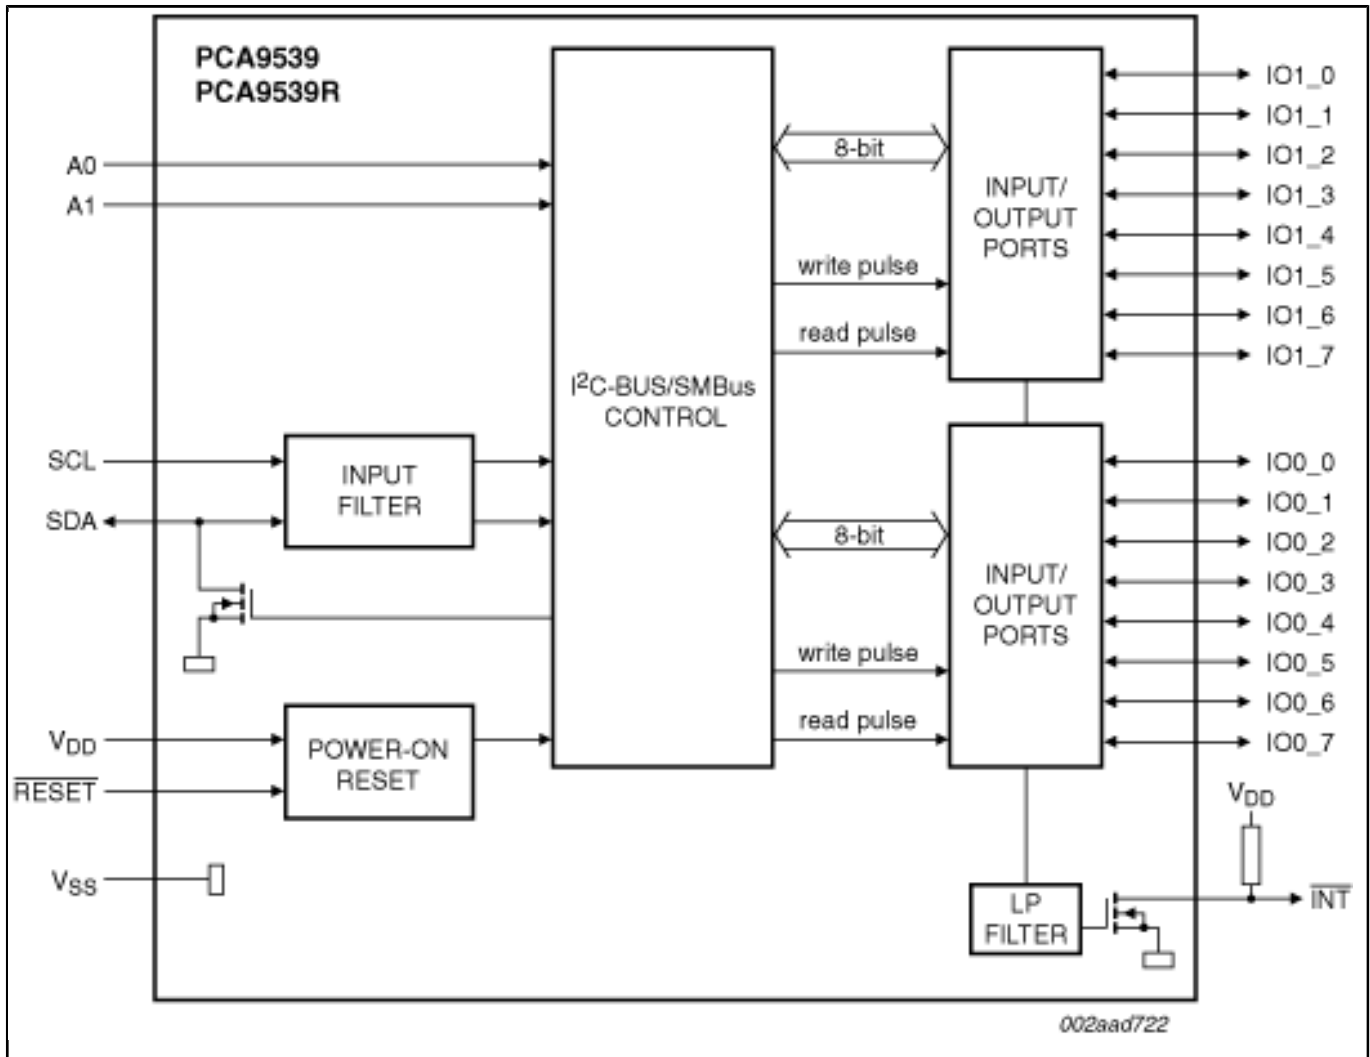 PCA9539
PCA9539R
A0
A1
SCL
SDA
VDD
RESET
VSS
INPUT
FILTER
POWER-ON
RESET
I²C-BUS/SMBus
CONTROL
8-bit
write pulse
read pulse
INPUT/
OUTPUT
PORTS
IO1_0
IO1_1
IO1_2
IO1_3
IO1_4
IO1_5
IO1_6
IO1_7
8-bit
write pulse
read pulse
INPUT/
OUTPUT
PORTS
IO0_0
IO0_1
IO0_2
IO0_3
IO0_4
IO0_5
IO0_6
IO0_7
VDD
LP
FILTER
INT
002aad722